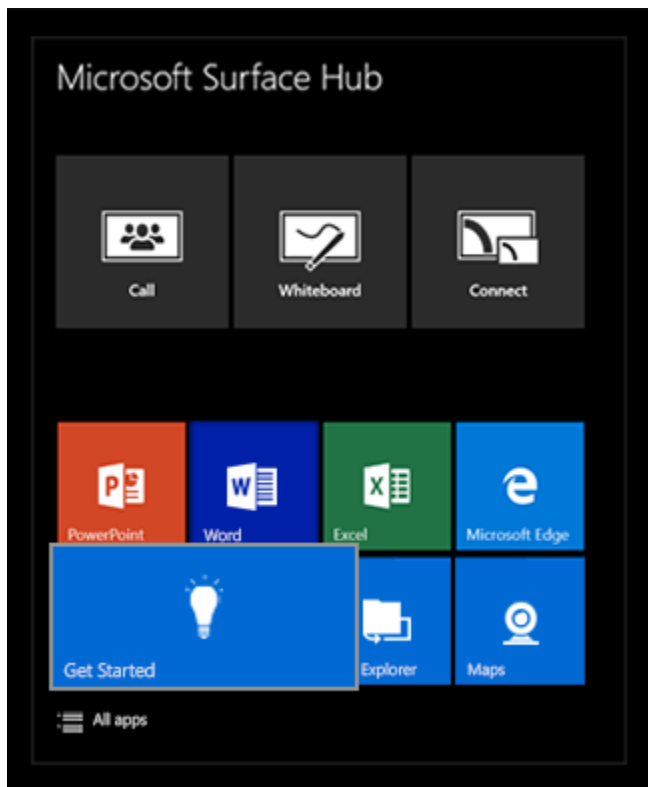 Microsoft Surface Hub
Call
Whiteboard
Connect
P
W
X
PowerPoint
Word
Excel
Microsoft Edge
Get Started
Explorer
Maps
All apps